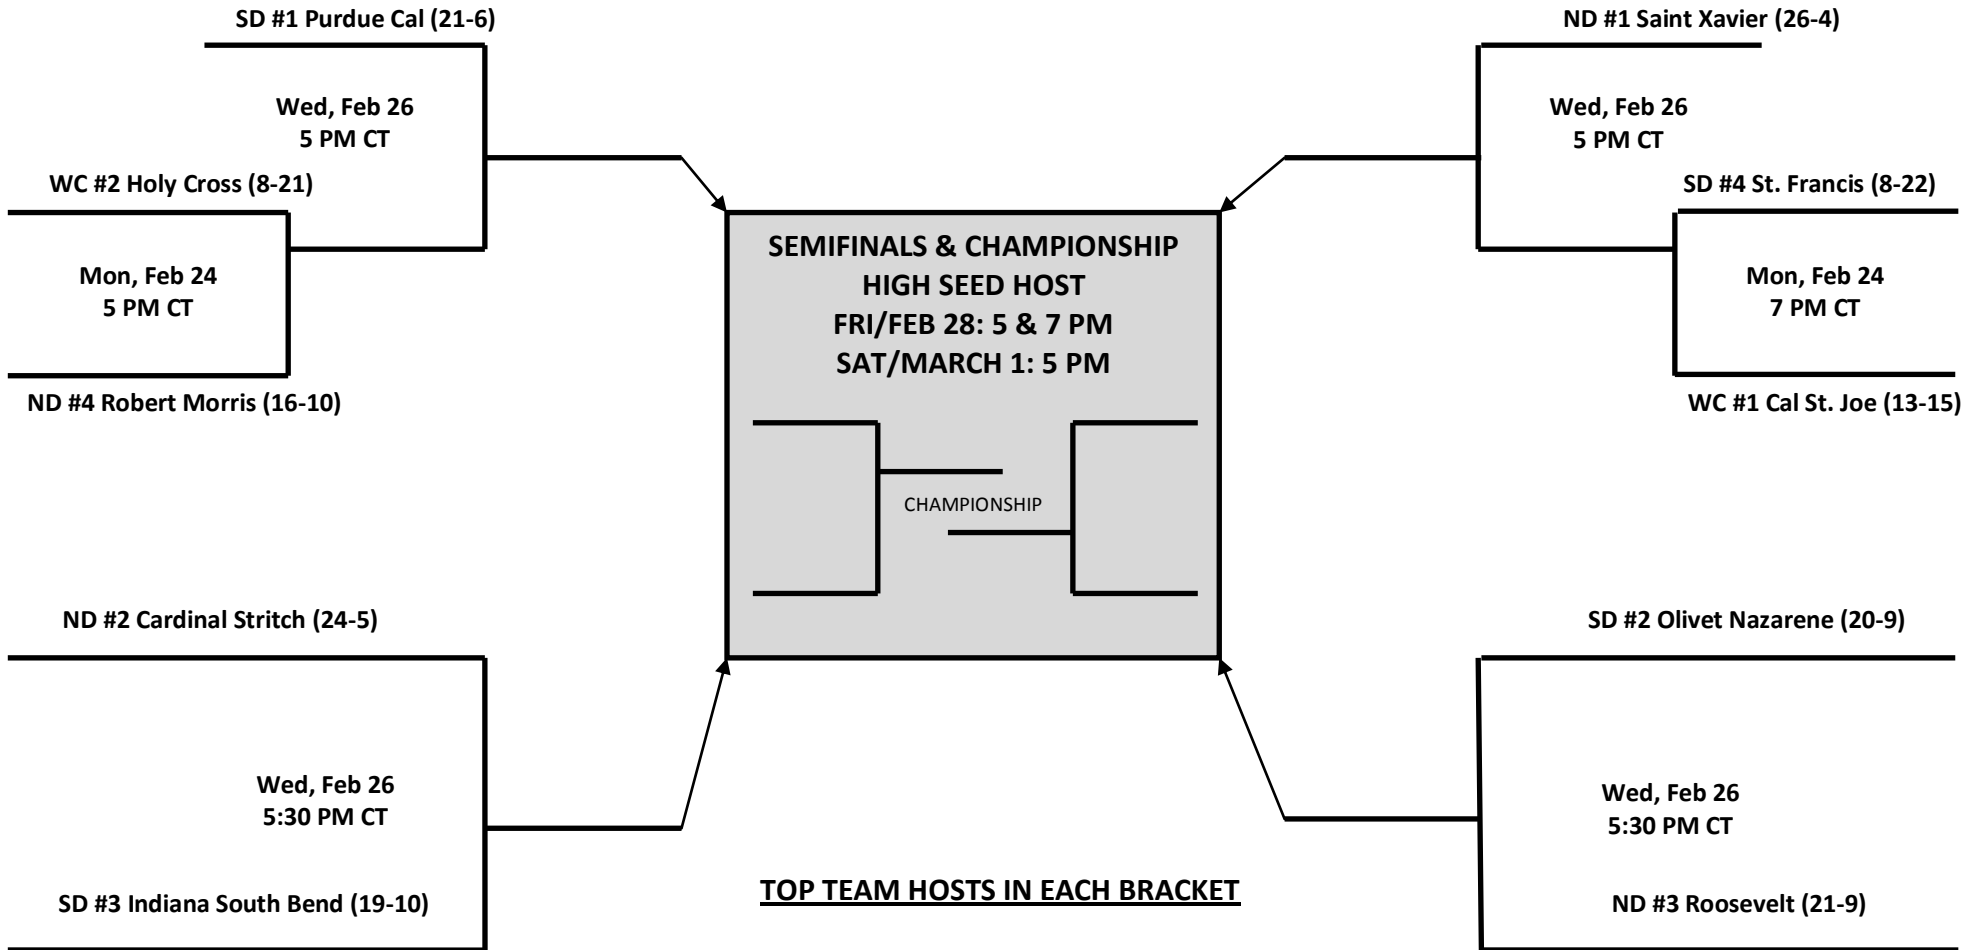 SD #1 Purdue Cal (21-6)
Wed, Feb 26
5 PM CT
WC #2 Holy Cross (8-21)
Mon, Feb 24
5 PM CT
ND #4 Robert Morris (16-10)
ND #2 Cardinal Stritch (24-5)
Wed, Feb 26
5:30 PM CT
SD #3 Indiana South Bend (19-10)
SEMIFINALS & CHAMPIONSHIP
HIGH SEED HOST
FRI/FEB 28: 5 & 7 PM
SAT/MARCH 1: 5 PM
CHAMPIONSHIP
TOP TEAM HOSTS IN EACH BRACKET
ND #1 Saint Xavier (26-4)
Wed, Feb 26
5 PM CT
SD #4 St. Francis (8-22)
Mon, Feb 24
7 PM CT
WC #1 Cal St. Joe (13-15)
SD #2 Olivet Nazarene (20-9)
Wed, Feb 26
5:30 PM CT
ND #3 Roosevelt (21-9)